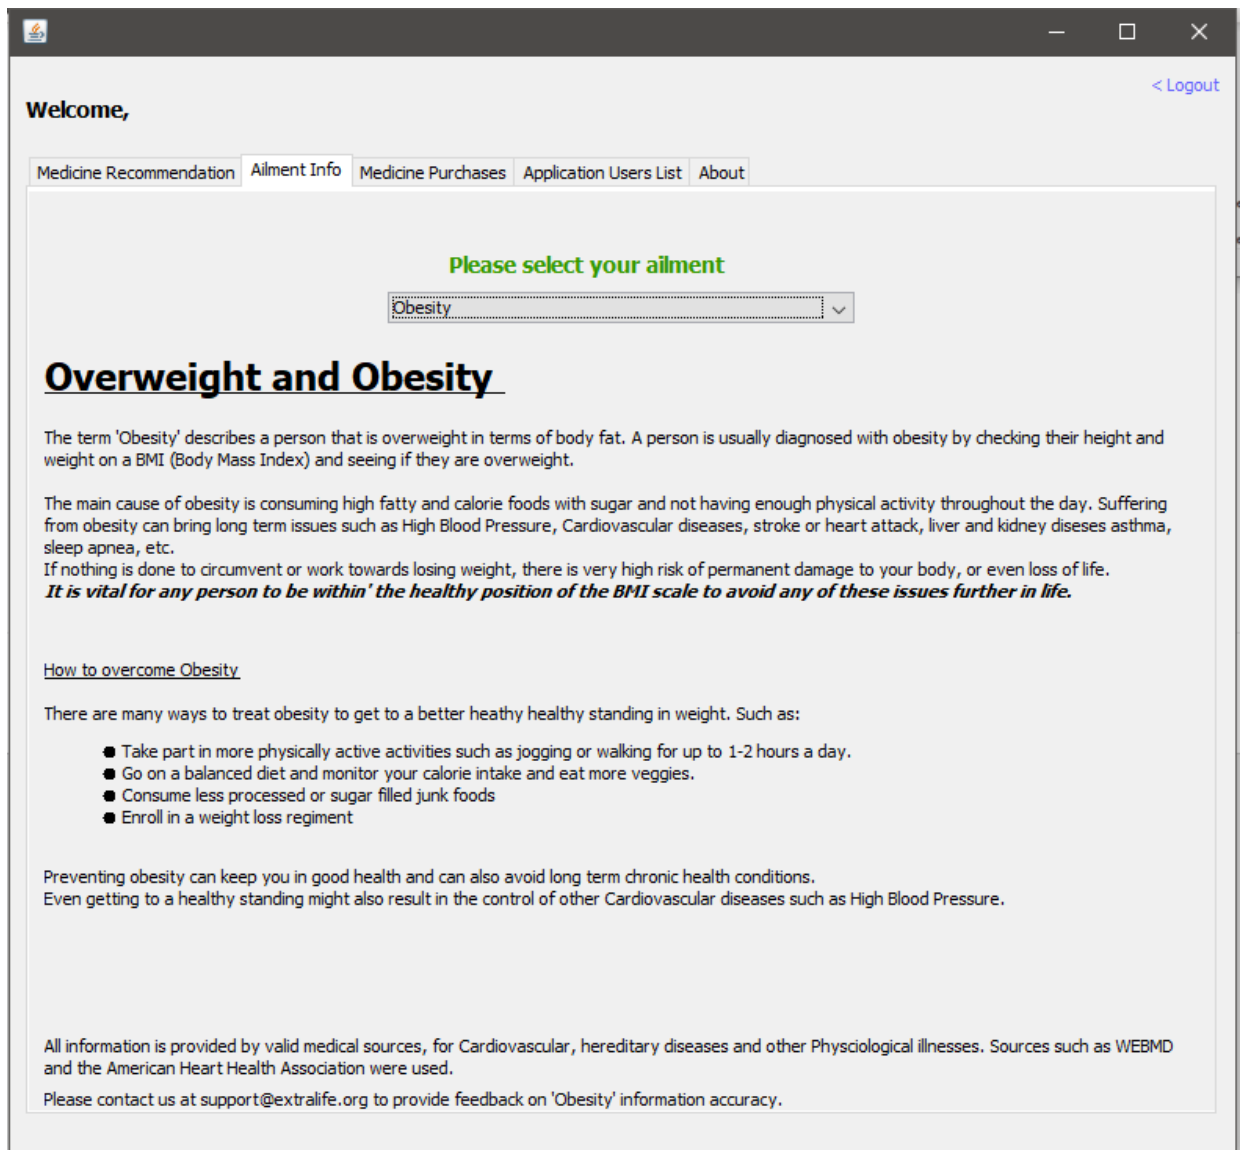 < Logout
Welcome,
Medicine Recommendation Ailment Info Medicine Purchases Application Users List About
Please select your ailment
Obesity
Overweight and Obesity
The term 'Obesity' describes a person that is overweight in terms of body fat. A person is usually diagnosed with obesity by checking their height and
weight on a BMI (Body Mass Index) and seeing if they are overweight.
The main cause of obesity is consuming high fatty and calorie foods with sugar and not having enough physical activity throughout the day. Suffering
from obesity can bring long term issues such as High Blood Pressure, Cardiovascular diseases, stroke or heart attack, liver and kidney diseses asthma,
sleep apnea, etc.
If nothing is done to circumvent or work towards losing weight, there is very high risk of permanent damage to your body, or even loss of life.
It is vital for any person to be within' the healthy position of the BMI scale to avoid any of these issues further in life.
How to overcome Obesity
There are many ways to treat obesity to get to a better heathy healthy standing in weight. Such as:
● Take part in more physically active activities such as jogging or walking for up to 1-2 hours a day.
● Go on a balanced diet and monitor your calorie intake and eat more veggies.
● Consume less processed or sugar filled junk foods
● Enroll in a weight loss regiment
Preventing obesity can keep you in good health and can also avoid long term chronic health conditions.
Even getting to a healthy standing might also result in the control of other Cardiovascular diseases such as High Blood Pressure.
All information is provided by valid medical sources, for Cardiovascular, hereditary diseases and other Physciological illnesses. Sources such as WEBMD
and the American Heart Health Association were used.
Please contact us at support@extralife.org to provide feedback on 'Obesity' information accuracy.